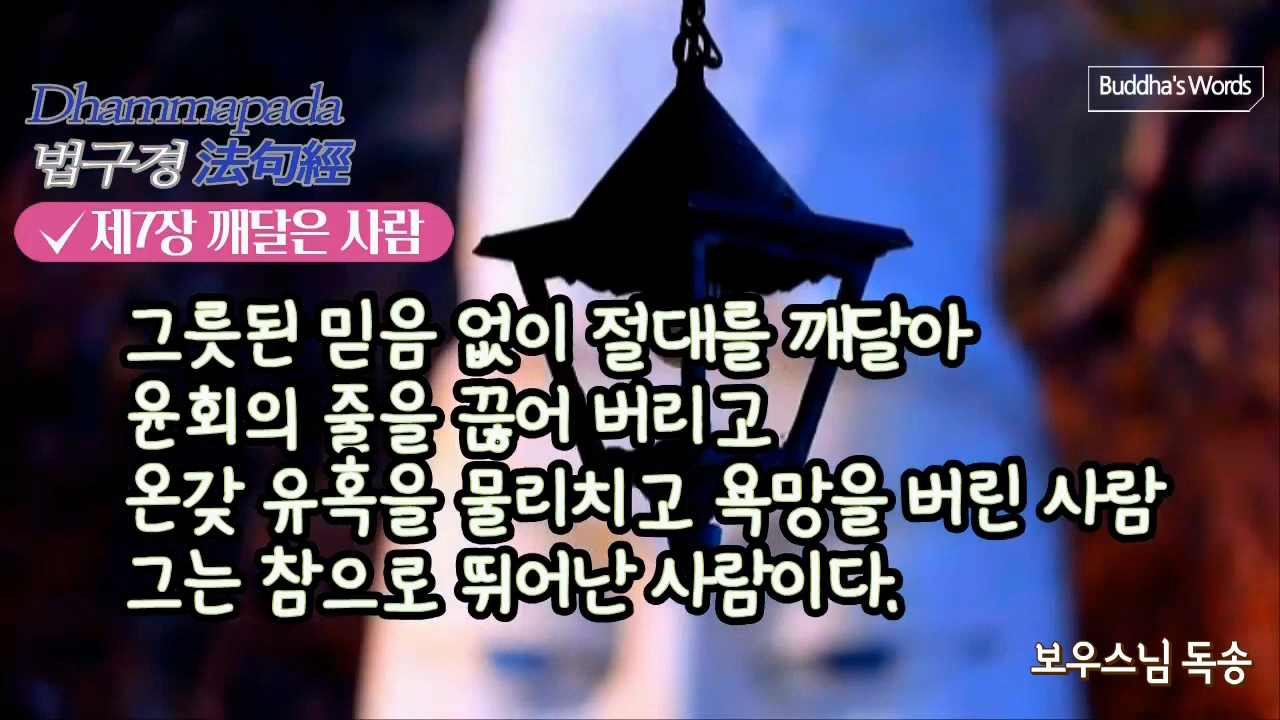 Dhammapada
법구경 法句經
제7장 깨달은 사람
Buddha's Words
그릇된 믿음 없이 절대를 깨달아
윤회의 줄을 끊어 버리고
온갖 유혹을 물리치고 욕망을 버린 사람
그는 참으로 뛰어난 사람이다.
보우스님 독송